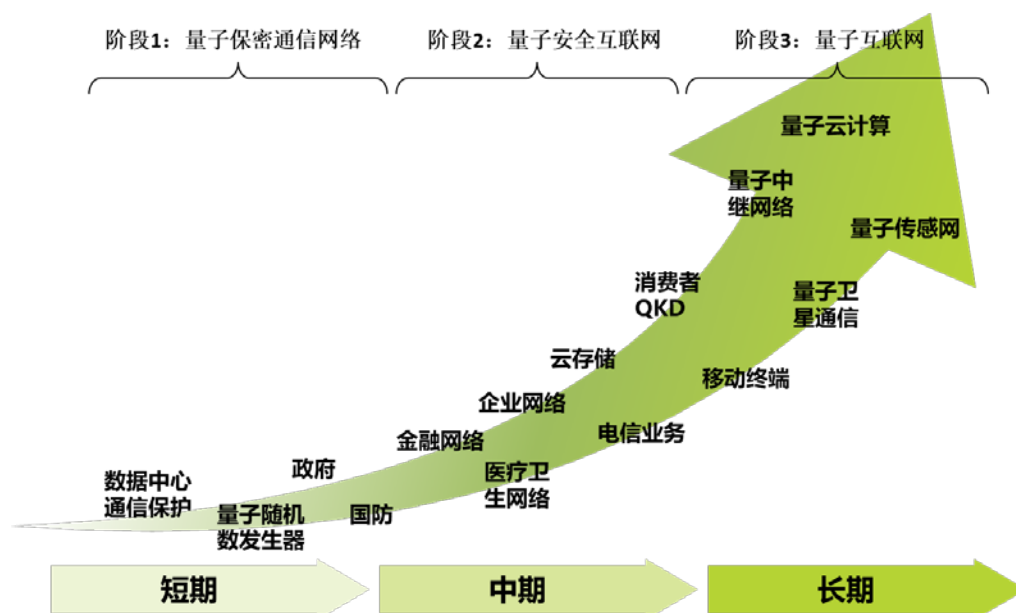 阶段1：量子保密通信网络
阶段2：量子安全互联网
阶段3：量子互联网
量子云计算
量子中
继网络
量子传感网
消费者
QKD
量子卫
星通信
云存储
移动终端
企业网络
电信业务
金融网络
医疗卫
生网络
政府
数据中心
通信保护
量子随机
数发生器
国防
短期
中期
长期